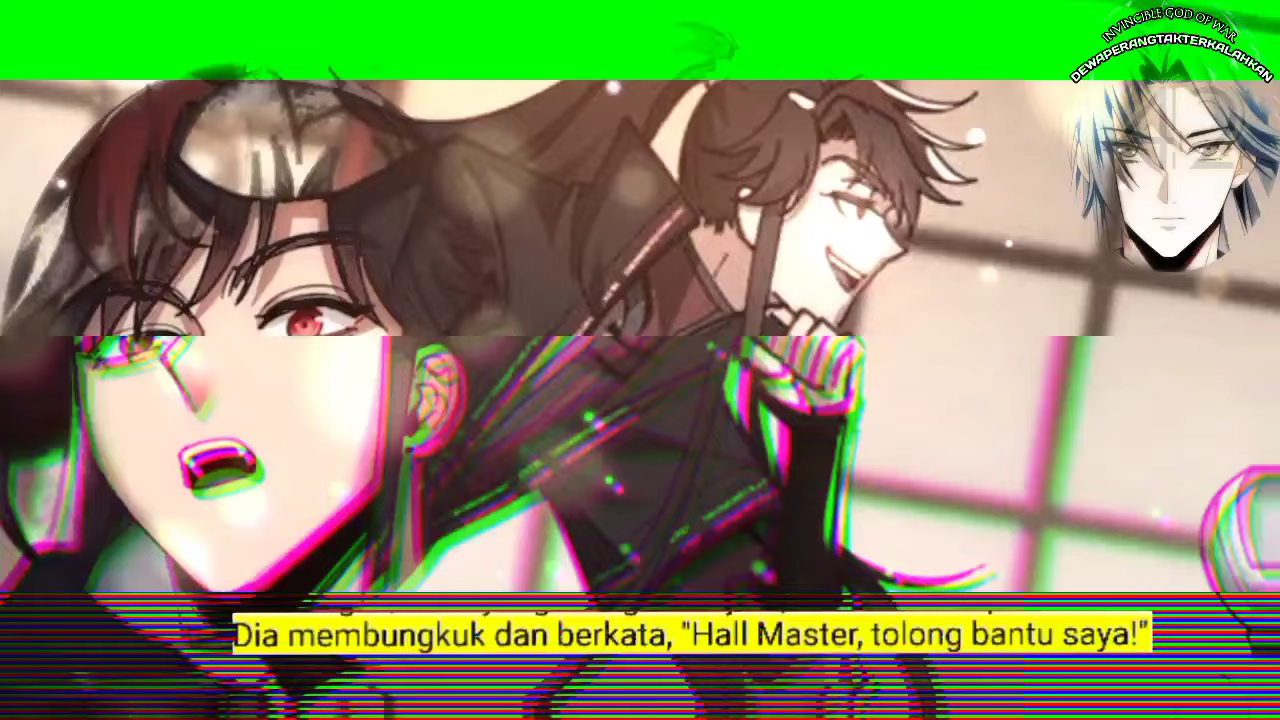 INVINCIBLE GOD OF WAR
DEWAPERANGTAKTERKALAHKAN
Dia membungkuk dan berkata, "Hall Master, tolong bantu saya!"